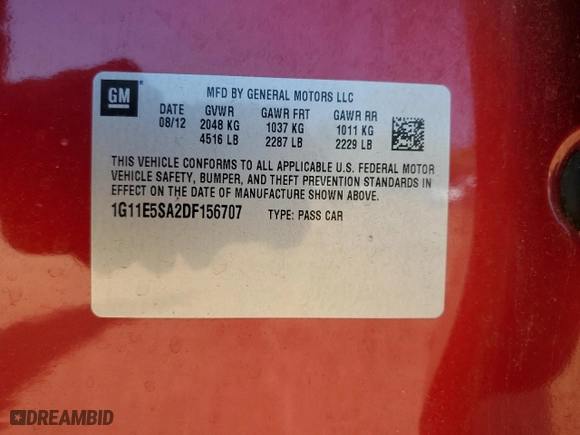 GM
MFD BY GENERAL MOTORS LLC
DATE GVWR GAWR FRT GAWR RR
08/12 2048 KG 1037 KG 1011 KG
4516 LB 2287 LB 2229 LB
THIS VEHICLE CONFORMS TO ALL APPLICABLE U.S. FEDERAL MOTOR
VEHICLE SAFETY, BUMPER, AND THEFT PREVENTION STANDARDS IN
EFFECT ON THE DATE OF MANUFACTURE SHOWN ABOVE.
1G11E5SA2DF156707 TYPE: PASS CAR
DREAMBID